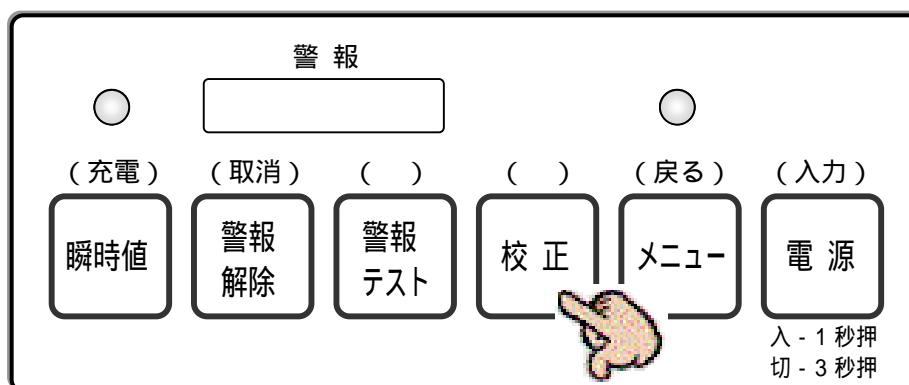 警 報
(充電) (取消) ( ) ( ) (戻る) (入力)
瞬時値
警報
解除
警報
テスト
校 正
メニュー
電 源
入 - 1 秒押
切 - 3 秒押